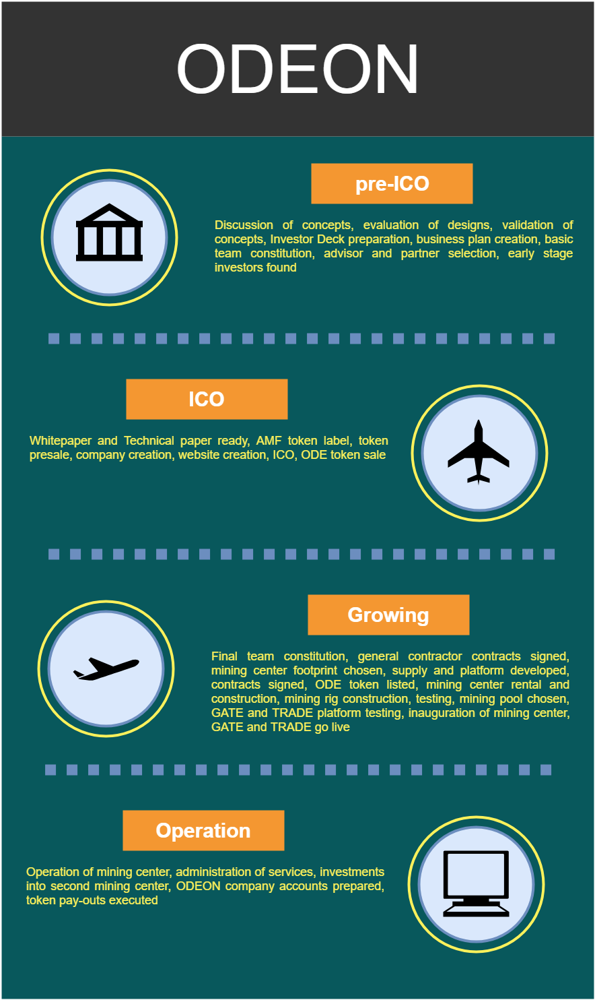 ODEON
pre-ICO
Discussion of concepts, evaluation of designs, validation of
concepts, Investor Deck preparation, business plan creation, basic
team constitution, advisor and partner selection, early stage
investors found
ICO
Whitepaper and Technical paper ready, AMF token label, token
presale, company creation, website creation, ICO, ODE token sale
Growing
Final team constitution, general contractor contracts signed,
mining center footprint chosen, supply and platform developed,
contracts signed, ODE token listed, mining center rental and
construction, mining rig construction, testing, mining pool chosen,
GATE and TRADE platform testing, inauguration of mining center,
GATE and TRADE go live
Operation
Operation of mining center, administration of services, investments
into second mining center, ODEON company accounts prepared,
token pay-outs executed